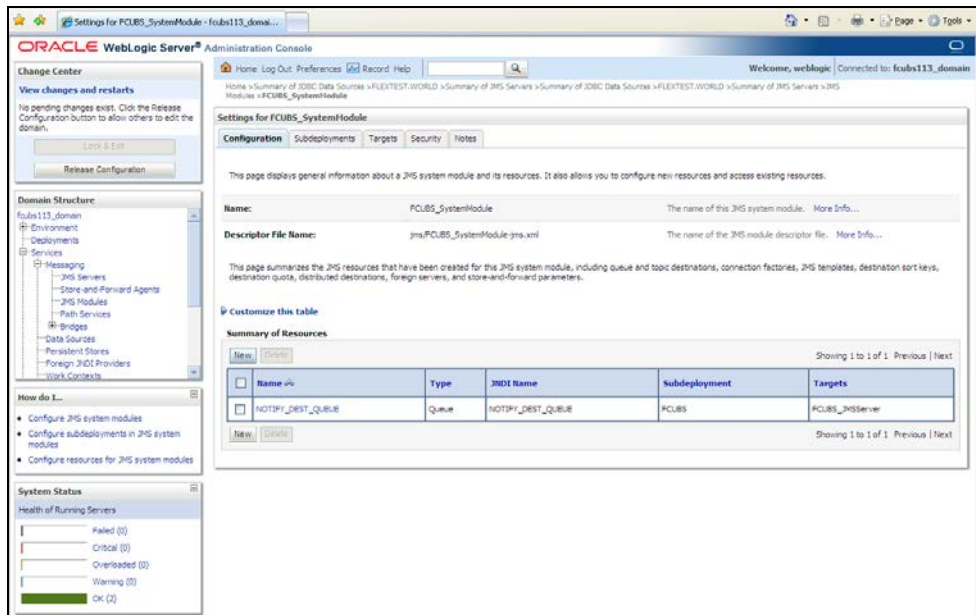 Settings for FCUBS_SystemModule - fcubs113_domai...
Page Tools
ORACLE WebLogic Server® Administration Console
Change Center
View changes and restarts
No pending changes exist. Click the Release
Configuration button to allow others to edit the
domain.
Lock & Edit
Release Configuration
Domain Structure
fcubs113_domain
Environment
Deployments
Services
Messaging
JMS Servers
Store-and-Forward Agents
JMS Modules
Path Services
Bridges
Data Sources
Persistent Stores
Foreign JNDI Providers
Work Contexts
How do I...
Configure JMS system modules
Configure subdeployments in JMS system
modules
Configure resources for JMS system modules
System Status
Health of Running Servers
Failed (0)
Critical (0)
Overloaded (0)
Warning (0)
OK (2)
Home Log Out Preferences Record Help
Welcome, weblogic Connected to: fcubs113_domain
Home >Summary of JDBC Data Sources >FLEXTEST.WORLD >Summary of JMS Servers >Summary of JDBC Data Sources >FLEXTEST.WORLD >Summary of JMS Servers >JMS
Modules >FCUBS_SystemModule
Settings for FCUBS_SystemModule
Configuration Subdeployments Targets Security Notes
This page displays general information about a JMS system module and its resources. It also allows you to configure new resources and access existing resources.
Name: FCUBS_SystemModule The name of this JMS system module. More Info...
Descriptor File Name: jms/FCUBS_SystemModule-jms.xml The name of the JMS module descriptor file. More Info...
This page summarizes the JMS resources that have been created for this JMS system module, including queue and topic destinations, connection factories, JMS templates, destination sort keys,
destination quota, distributed destinations, foreign servers, and store-and-forward parameters.
Customize this table
Summary of Resources
New Delete Showing 1 to 1 of 1 Previous | Next
Name Type JNDI Name Subdeployment Targets
NOTIFY_DEST_QUEUE Queue NOTIFY_DEST_QUEUE FCUBS FCUBS_JMSServer
New Delete Showing 1 to 1 of 1 Previous | Next